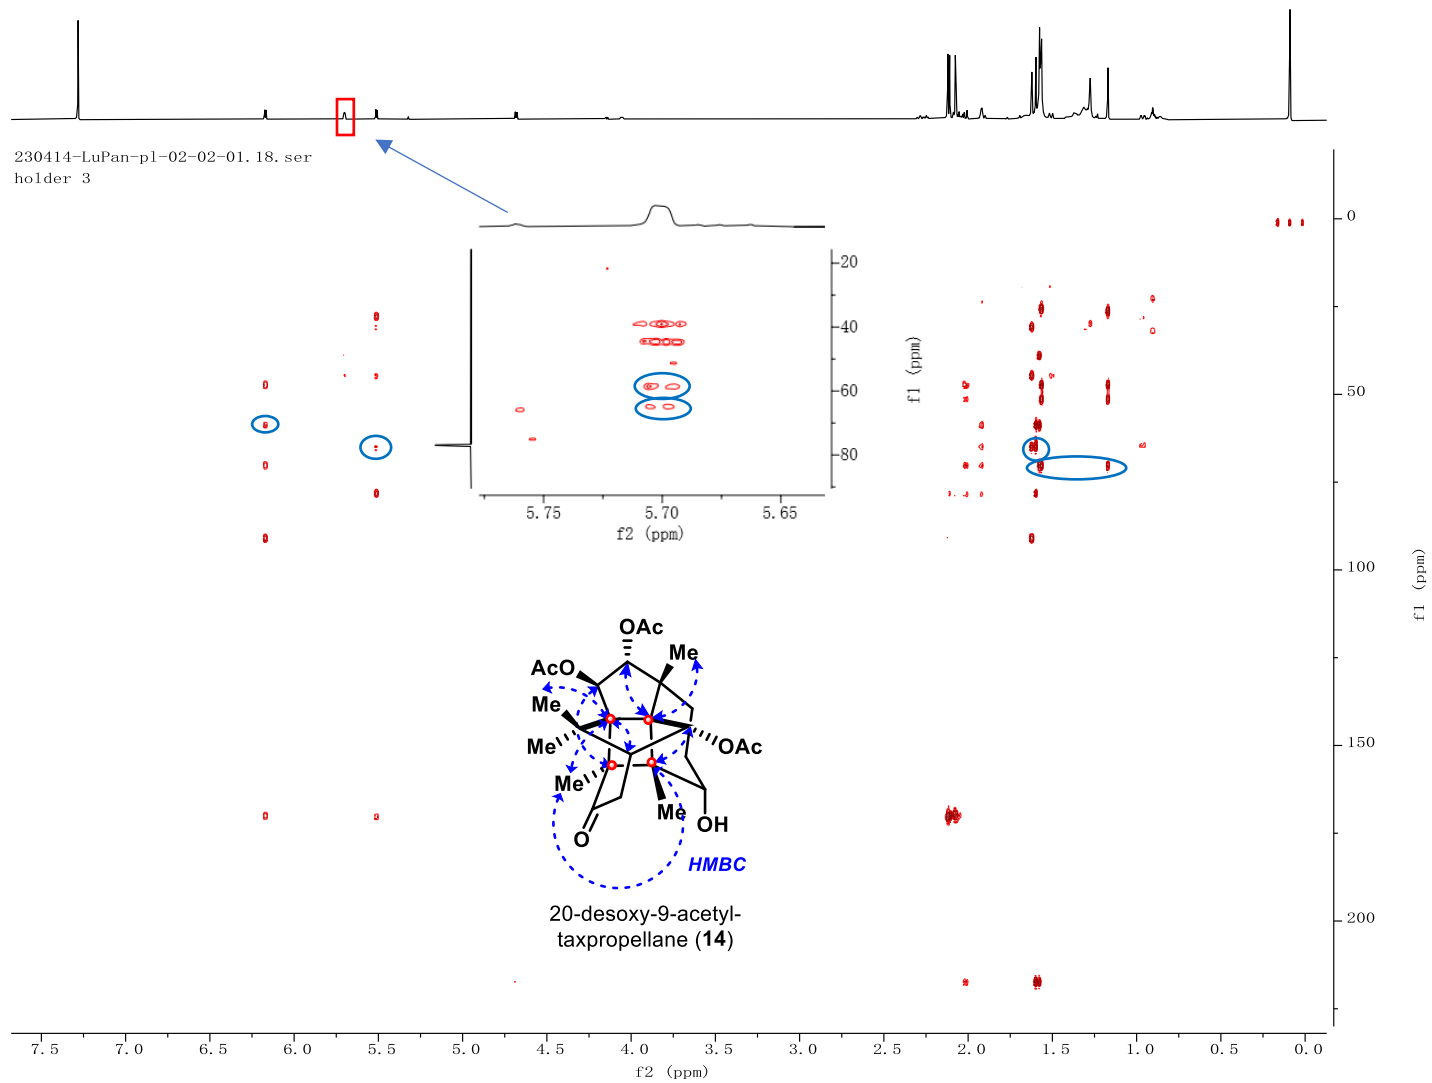 230414-LuPan-pl-02-02-01.18.ser
holder 3
0
20
40
60
80
f1 (ppm)
50
5.75 5.70 5.65
f2 (ppm)
100
f1 (ppm)
OAc
Me
AcO
Me
Me
OAc
150
Me
Me
OH
O
HMBC
20-desoxy-9-acetyl-
taxpropellane (14)
200
7.5 7.0 6.5 6.0 5.5 5.0 4.5 4.0 3.5 3.0 2.5 2.0 1.5 1.0 0.5 0.0
f2 (ppm)